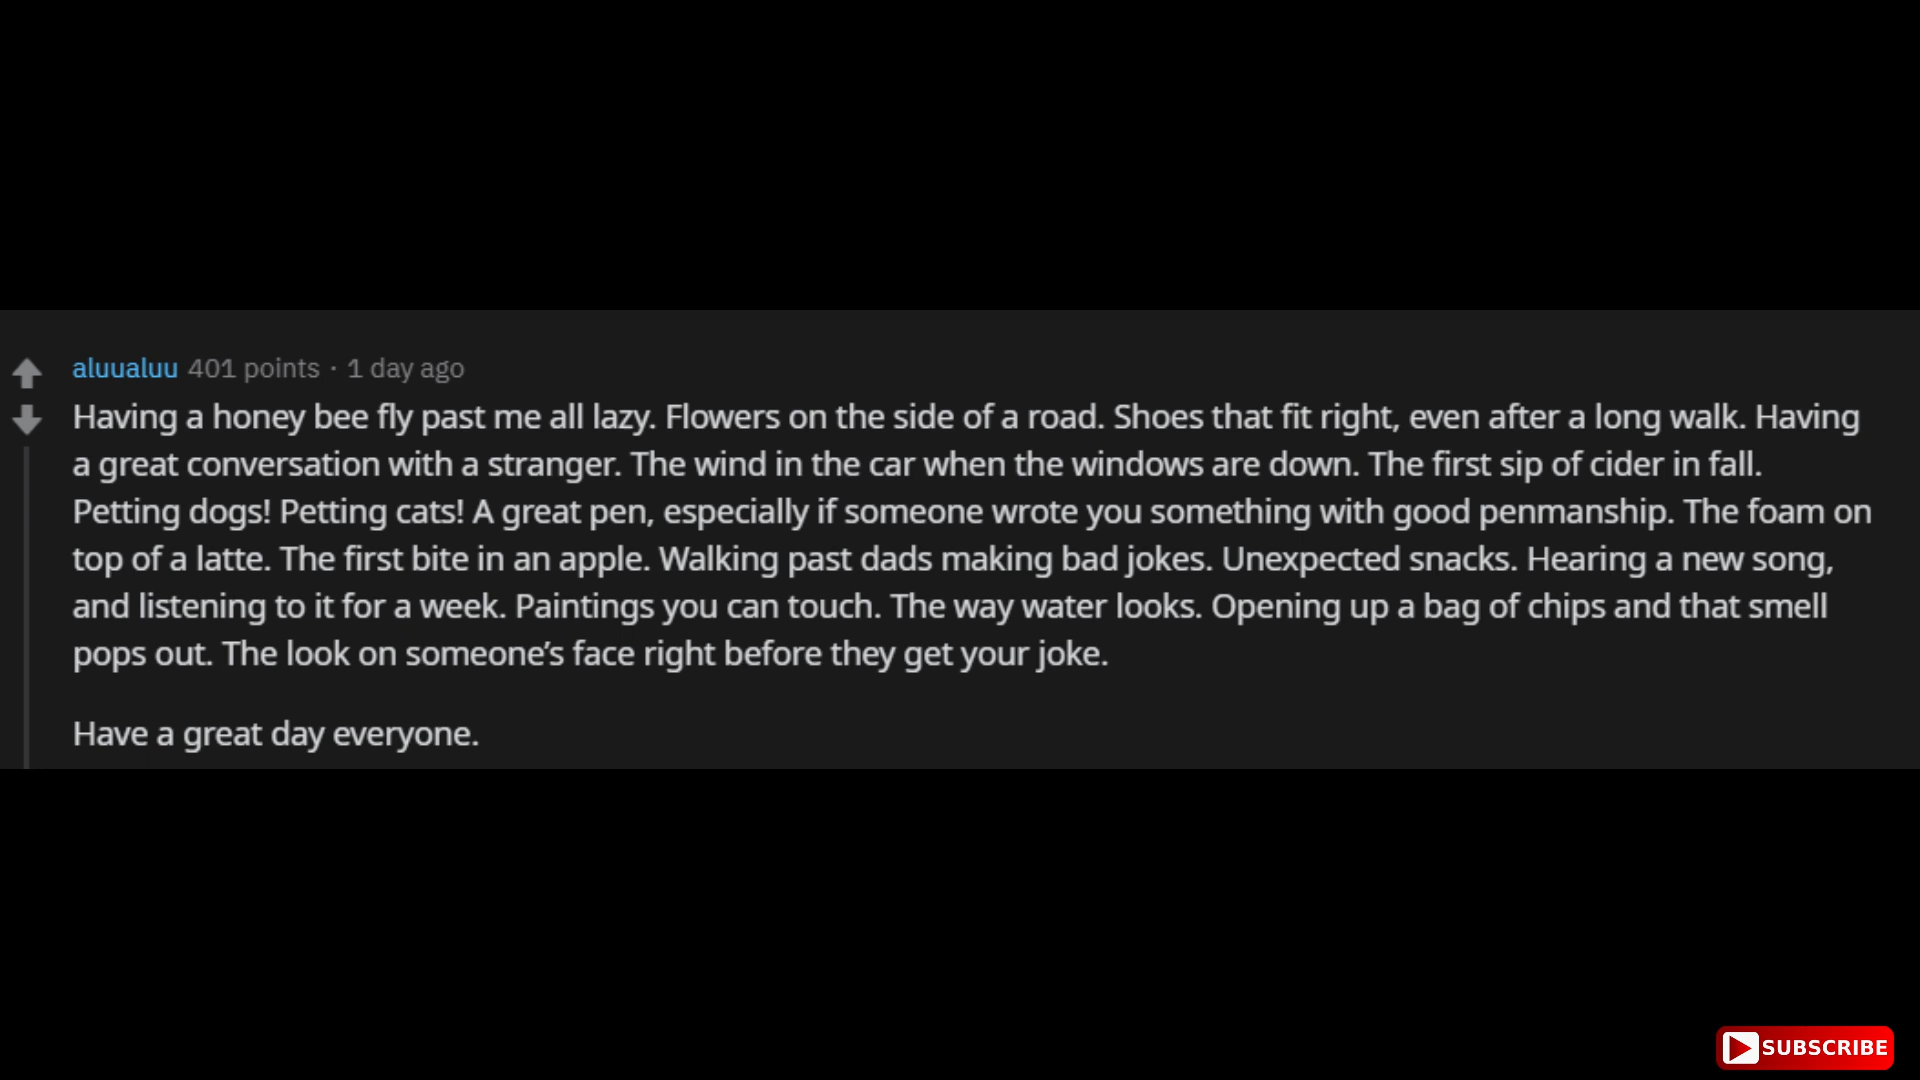 aluualuu 401 points · 1 day ago
Having a honey bee fly past me all lazy. Flowers on the side of a road. Shoes that fit right, even after a long walk. Having
a great conversation with a stranger. The wind in the car when the windows are down. The first sip of cider in fall.
Petting dogs! Petting cats! A great pen, especially if someone wrote you something with good penmanship. The foam on
top of a latte. The first bite in an apple. Walking past dads making bad jokes. Unexpected snacks. Hearing a new song,
and listening to it for a week. Paintings you can touch. The way water looks. Opening up a bag of chips and that smell
pops out. The look on someone’s face right before they get your joke.
Have a great day everyone.
SUBSCRIBE